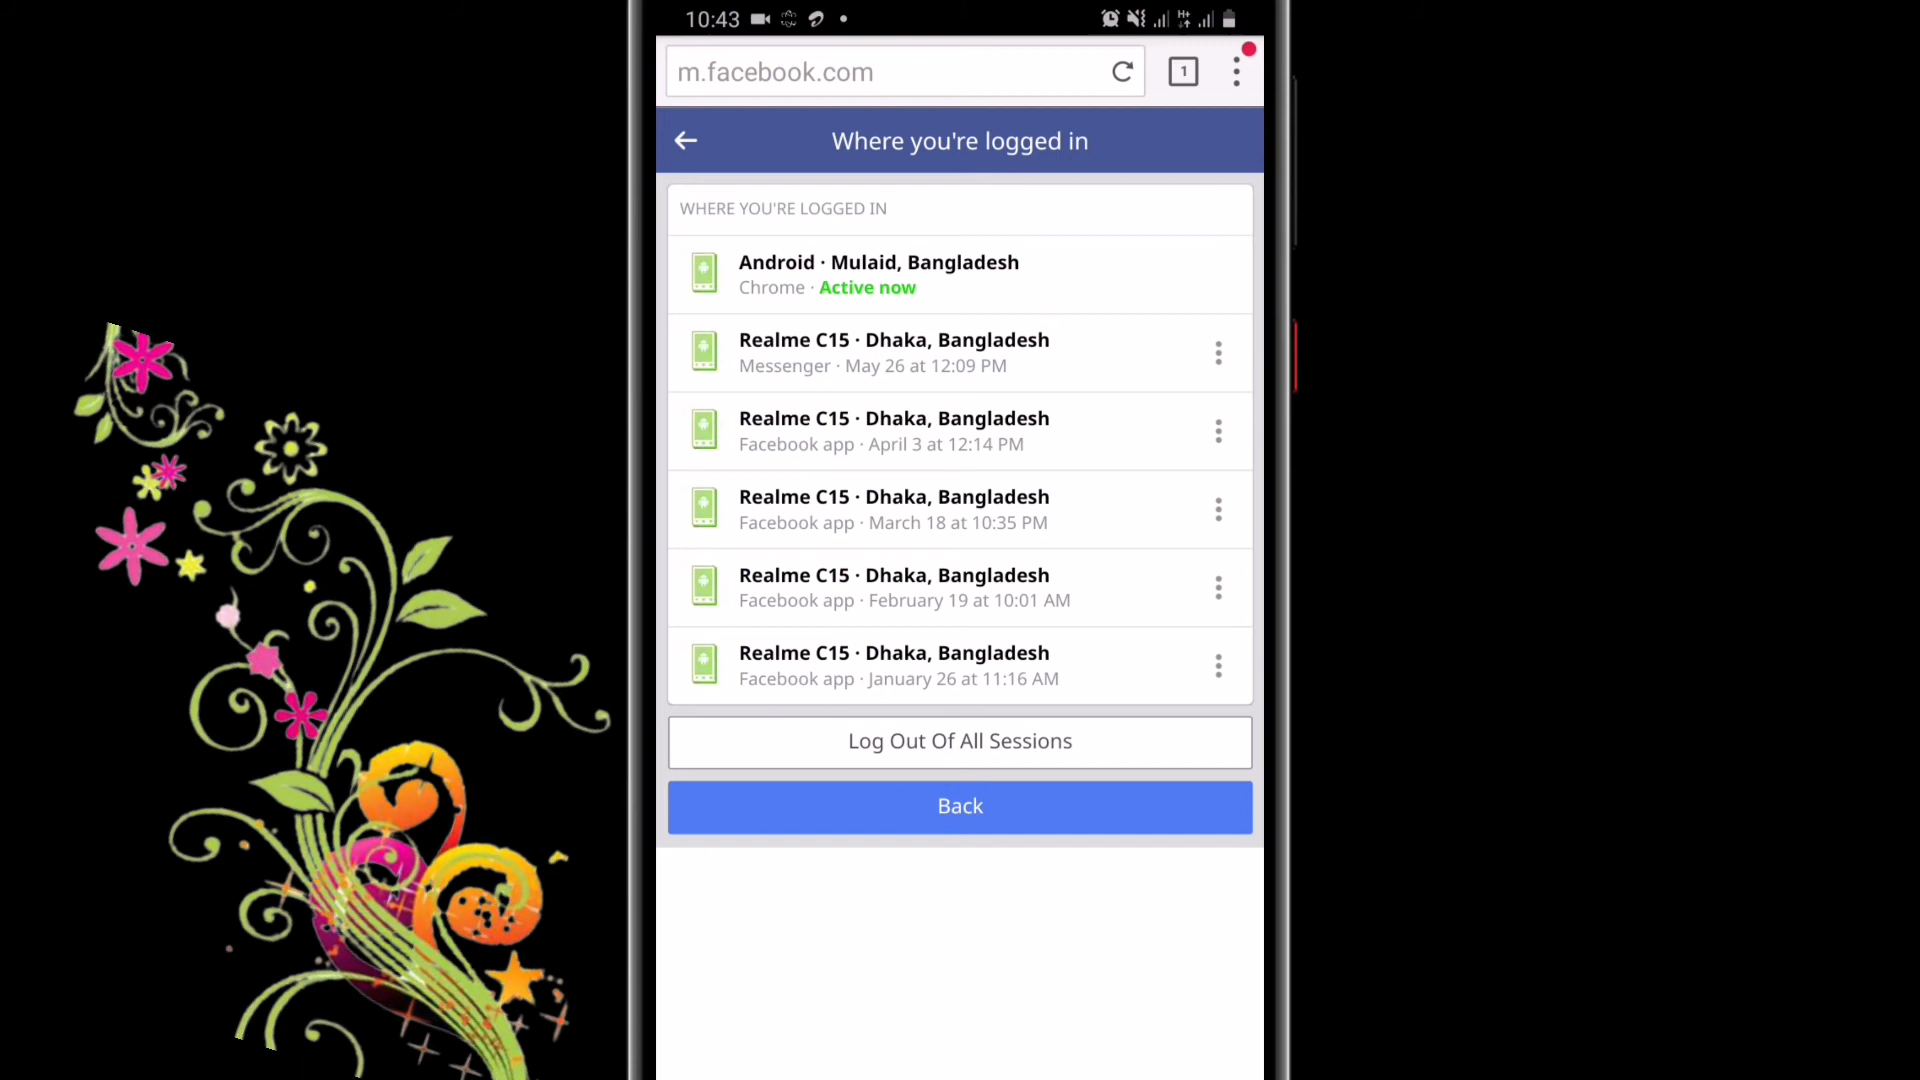 10:43
m.facebook.com
1
Where you're logged in
WHERE YOU'RE LOGGED IN
Android · Mulaid, Bangladesh
Chrome · Active now
Realme C15 · Dhaka, Bangladesh
Messenger · May 26 at 12:09 PM
Realme C15 · Dhaka, Bangladesh
Facebook app · April 3 at 12:14 PM
Realme C15 · Dhaka, Bangladesh
Facebook app · March 18 at 10:35 PM
Realme C15 · Dhaka, Bangladesh
Facebook app · February 19 at 10:01 AM
Realme C15 · Dhaka, Bangladesh
Facebook app · January 26 at 11:16 AM
Log Out Of All Sessions
Back